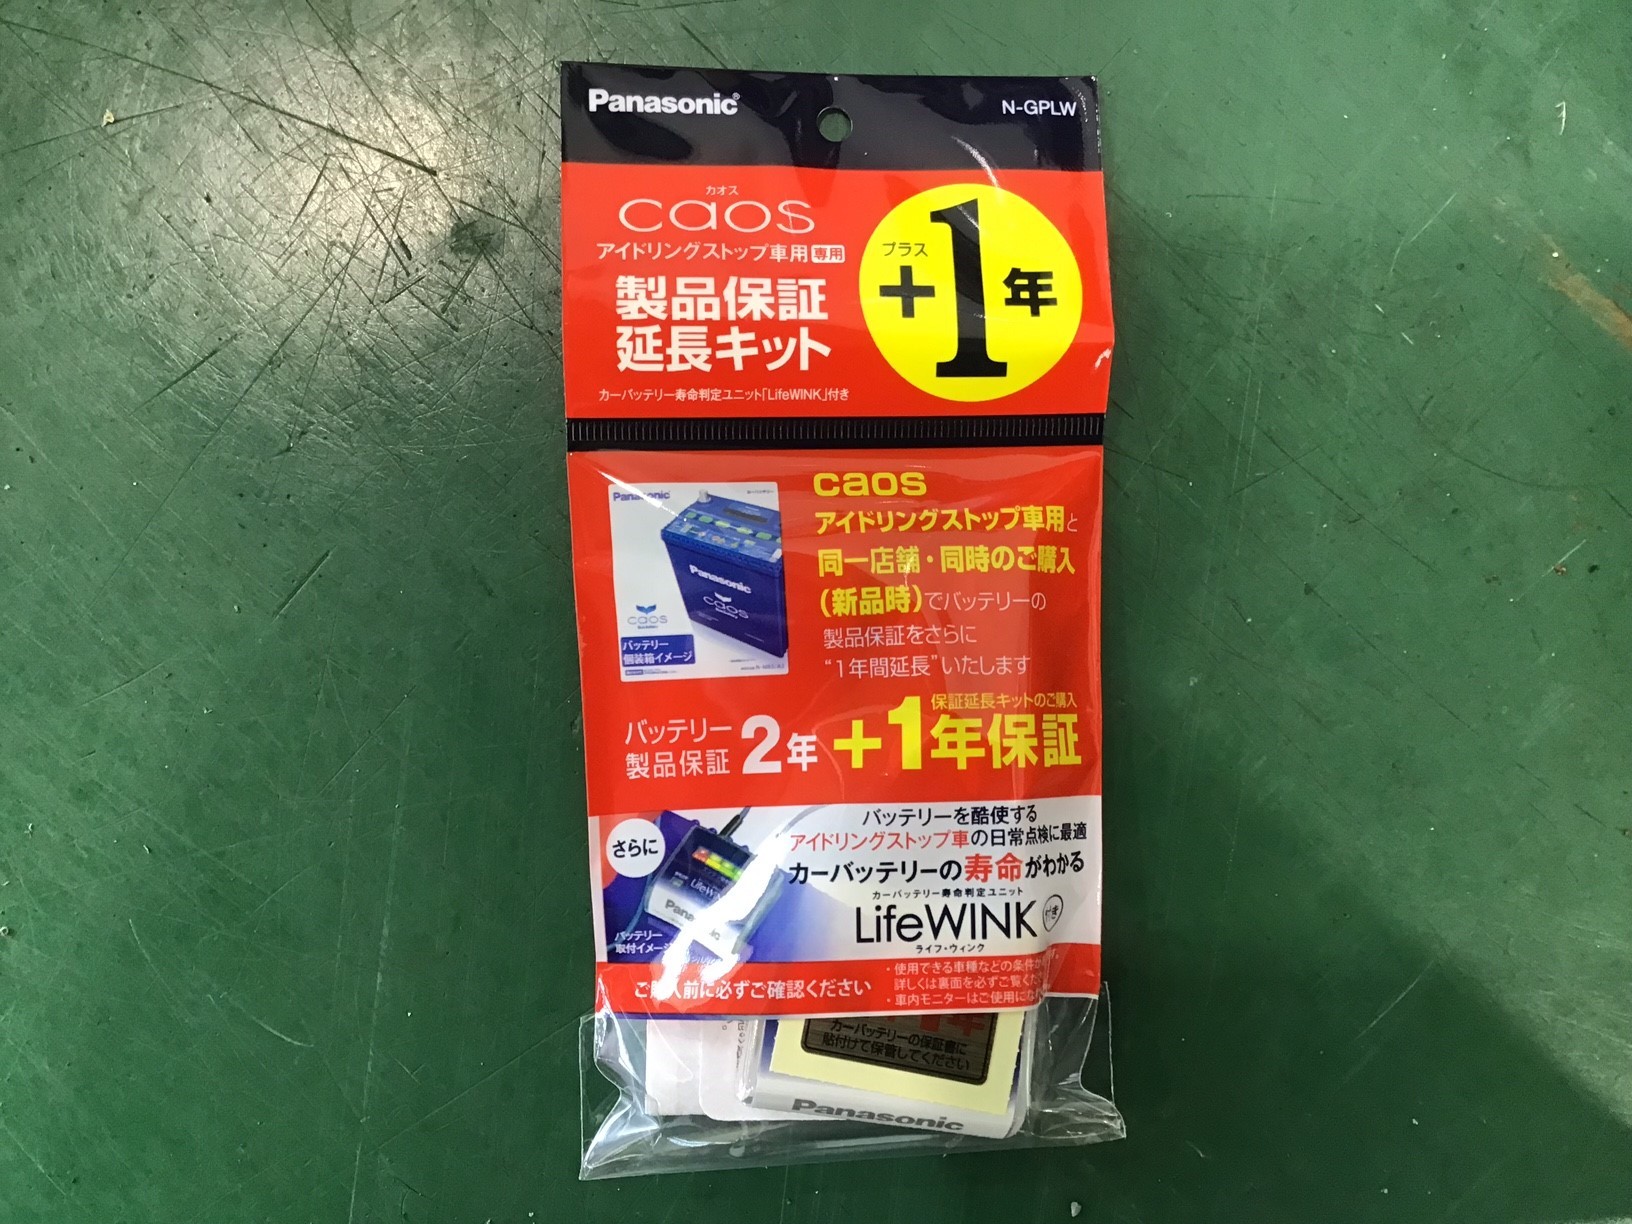 Panasonic®
N-GPLW
カオス
caos
アイドリングストップ車用 専用
製品保証
延長キット
カーバッテリー寿命判定ユニット「LifeWINK」付き
プラス
+1年
Panasonic
Panasonic
caos
caos
バッテリー
個装箱イメージ
caos
アイドリングストップ車用と
同一店舗・同時のご購入
(新品時)でバッテリーの
製品保証をさらに
"1年間延長"いたします
保証延長キットのご購入
バッテリー
製品保証 2年 +1年保証
さらに
バッテリーを酷使する
アイドリングストップ車の日常点検に最適
カーバッテリーの寿命がわかる
カーバッテリー寿命判定ユニット
LifeWINK 付き
ライフ・ウィンク
バッテリー
取付イメージ
ご購入前に必ずご確認ください
・使用できる車種などの条件
詳しくは裏面を必ずご覧くだ
・車内モニターはご使用にな
カーバッテリーの保証書に
貼付けて保管してください
Panasonic